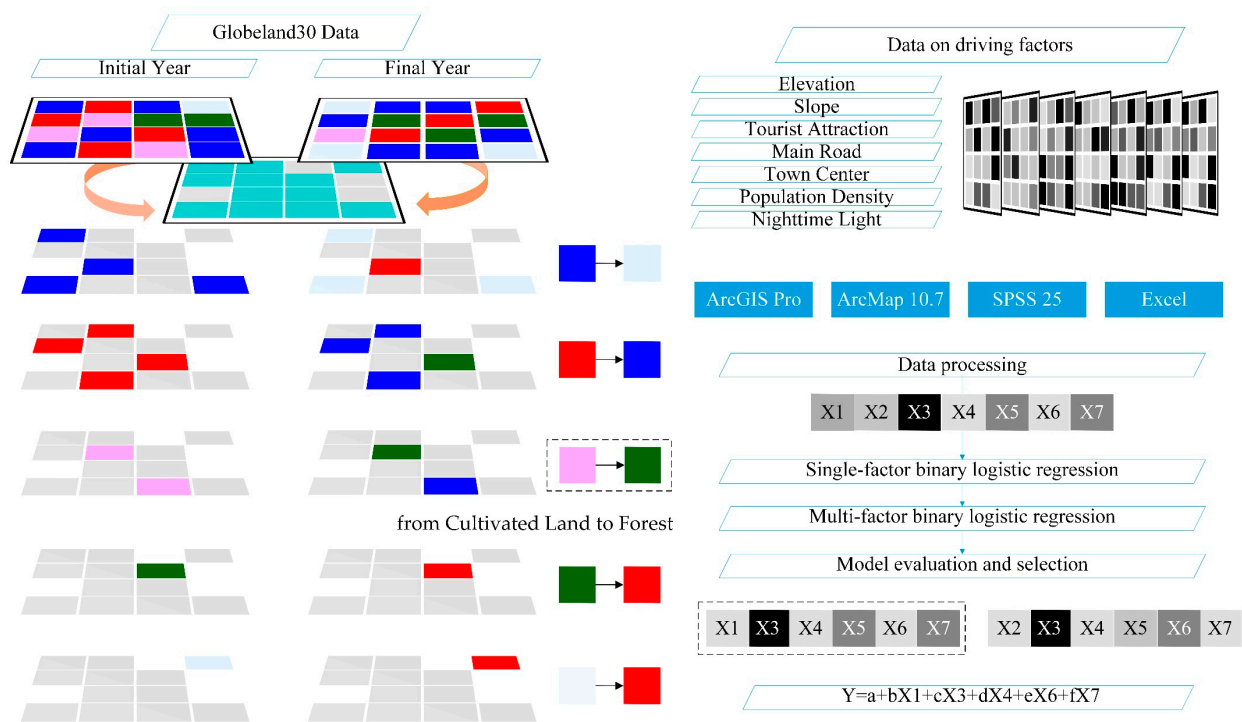 Globeland30 Data
Initial Year
Final Year
from Cultivated Land to Forest
Data on driving factors
Elevation
Slope
Tourist Attraction
Main Road
Town Center
Population Density
Nighttime Light
ArcGIS Pro
ArcMap 10.7
SPSS 25
Excel
Data processing
X1 X2 X3 X4 X5 X6 X7
Single-factor binary logistic regression
Multi-factor binary logistic regression
Model evaluation and selection
X1 X3 X4 X5 X6 X7
X2 X3 X4 X5 X6 X7
Y=a+bX1+cX3+dX4+eX6+fX7